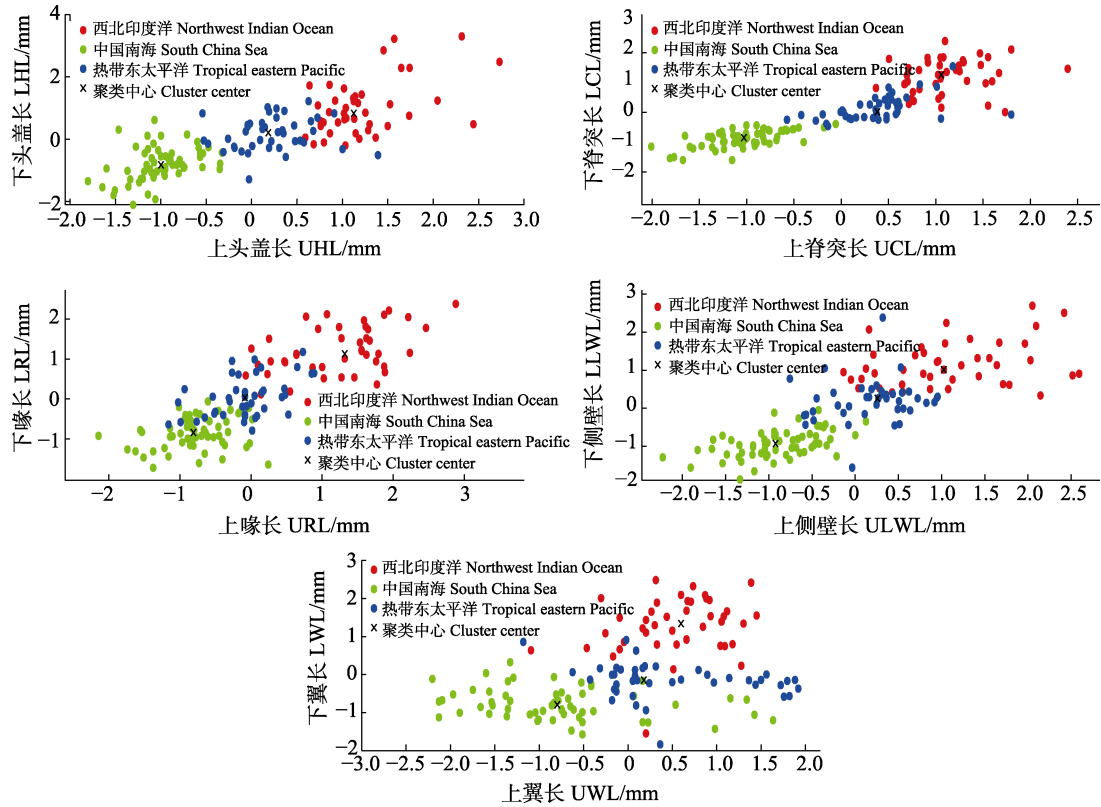 4
2
0
−2
下头盖长 LHL/mm
西北印度洋 Northwest Indian Ocean
中国南海 South China Sea
热带东太平洋 Tropical eastern Pacific
× 聚类中心 Cluster center
−2.0 −1.5 −1.0 −0.5 0 0.5 1.0 1.5 2.0 2.5 3.0
上头盖长 UHL/mm
3
2
1
0
−1
−2
下脊突长 LCL/mm
西北印度洋 Northwest Indian Ocean
中国南海 South China Sea
热带东太平洋 Tropical eastern Pacific
× 聚类中心 Cluster center
−2.0 −1.5 −1.0 −0.5 0 0.5 1.0 1.5 2.0 2.5
上脊突长 UCL/mm
2
1
0
−1
下喙长 LRL/mm
西北印度洋 Northwest Indian Ocean
中国南海 South China Sea
热带东太平洋 Tropical eastern Pacific
× 聚类中心 Cluster center
−2 −1 0 1 2 3
上喙长 URL/mm
3
2
1
0
−1
−2
下侧壁长 LLWL/mm
西北印度洋 Northwest Indian Ocean
中国南海 South China Sea
热带东太平洋 Tropical eastern Pacific
× 聚类中心 Cluster center
−2.0 −1.5 −1.0 −0.5 0 0.5 1.0 1.5 2.0 2.5
上侧壁长 ULWL/mm
3
2
1
0
−1
−2
下翼长 LWL/mm
西北印度洋 Northwest Indian Ocean
中国南海 South China Sea
热带东太平洋 Tropical eastern Pacific
× 聚类中心 Cluster center
−3.0 −2.5 −2.0 −1.5 −1.0 −0.5 0 0.5 1.0 1.5 2.0
上翼长 UWL/mm